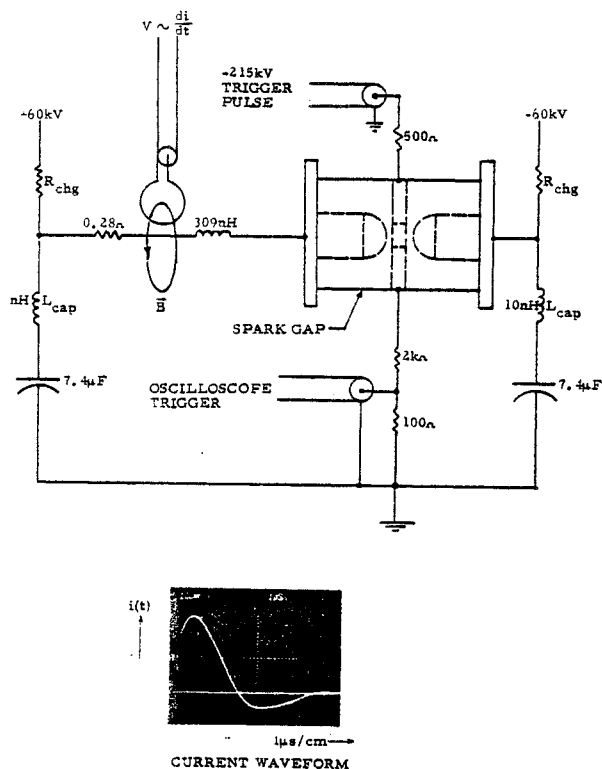 V ~ di/dt
-215kV
TRIGGER
PULSE
+60kV
-60kV
500Ω
R chg
R chg
0.28Ω
309nH
B
SPARK GAP
nH L cap
10nH L cap
2kΩ
OSCILLOSCOPE
TRIGGER
7.4μF
7.4μF
100Ω
i(t)
1μs/cm
CURRENT WAVEFORM